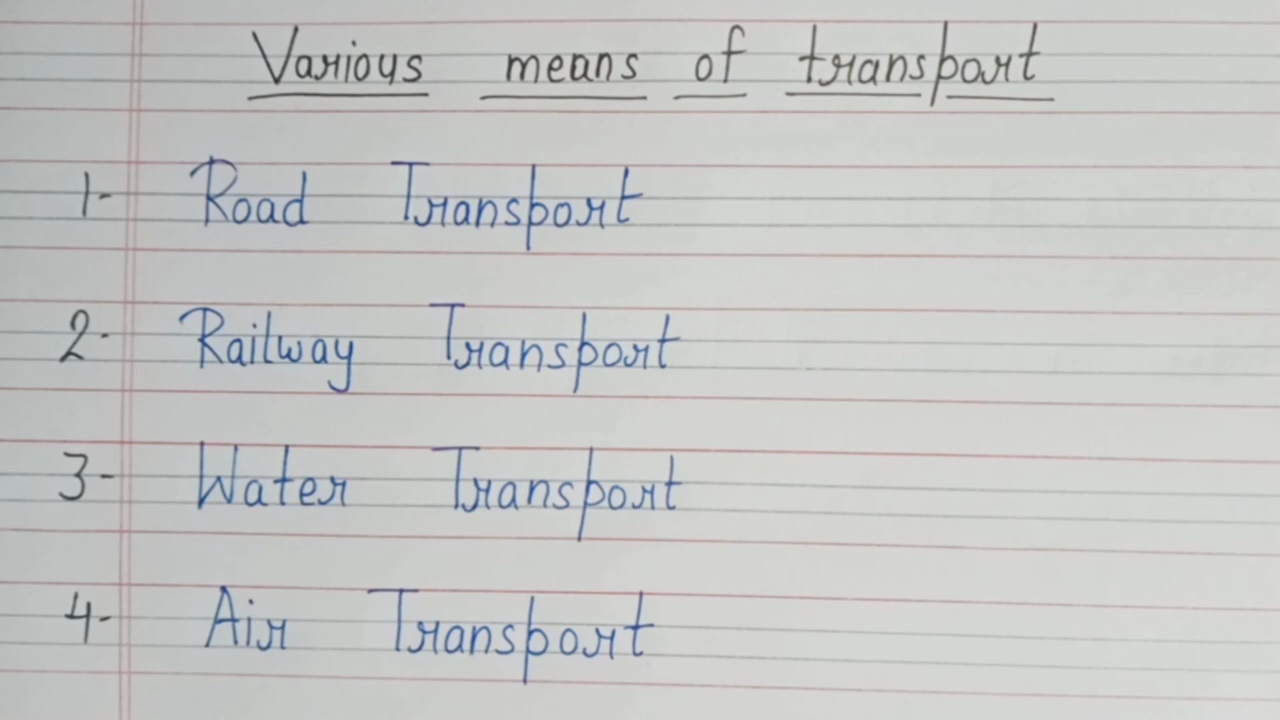 Various means of transport
1- Road Transport
2- Railway Transport
3- Water Transport
4- Air Transport